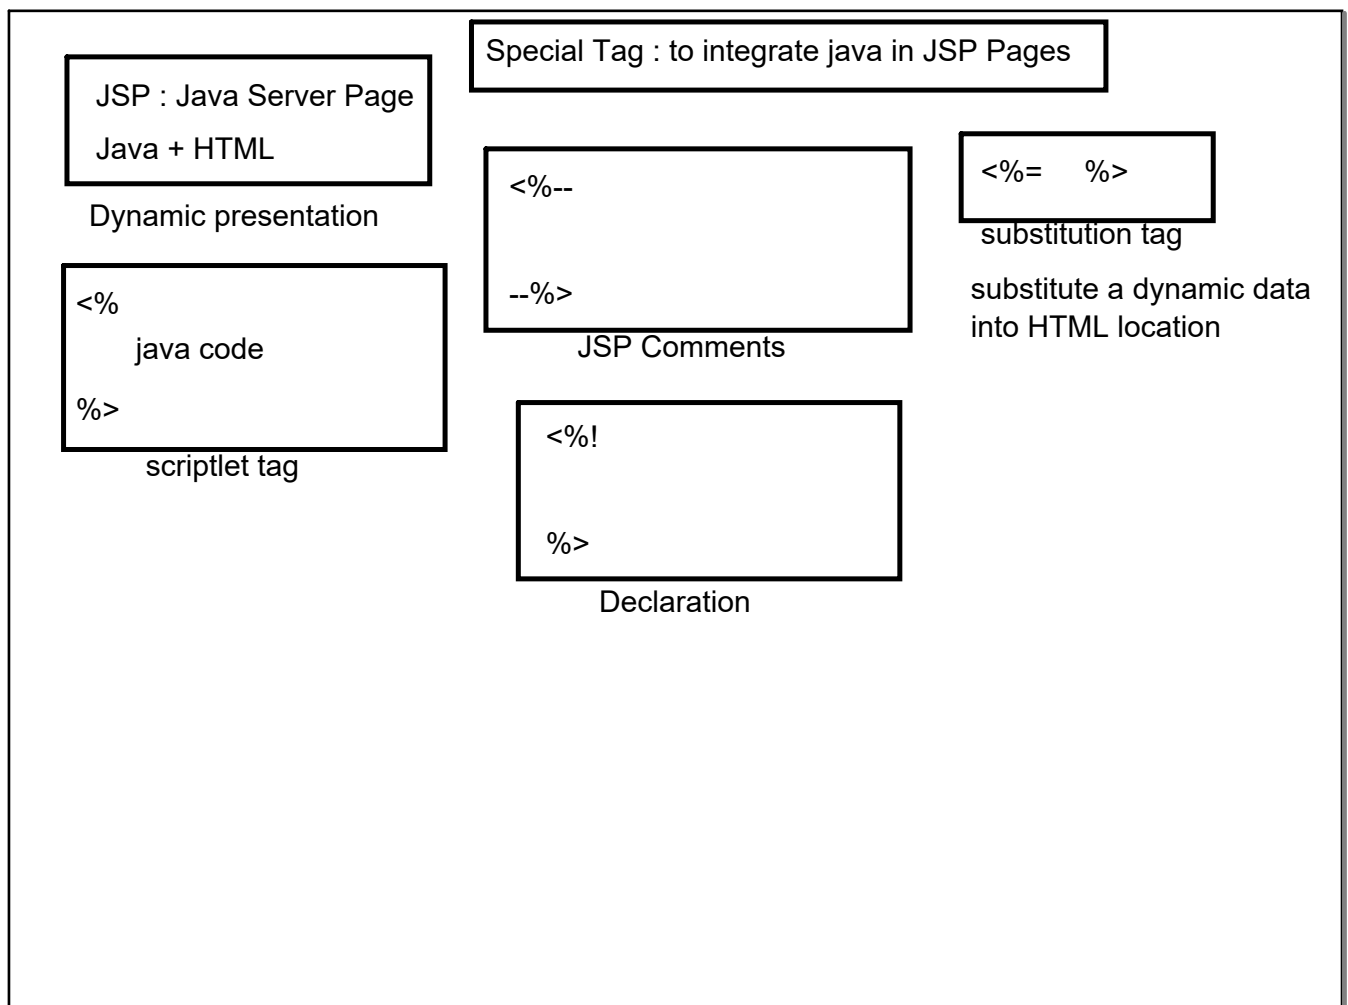 Special Tag : to integrate java in JSP Pages
JSP : Java Server Page
Java + HTML
Dynamic presentation
<%
java code
%>
scriptlet tag
<%--
--%>
JSP Comments
<%!
%>
Declaration
<%= %>
substitution tag
substitute a dynamic data
into HTML location